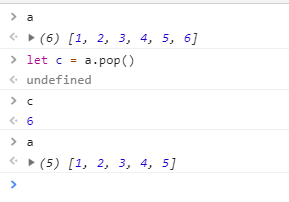 a
(6) [1, 2, 3, 4, 5, 6]
let c = a.pop()
undefined
c
6
a
(5) [1, 2, 3, 4, 5]